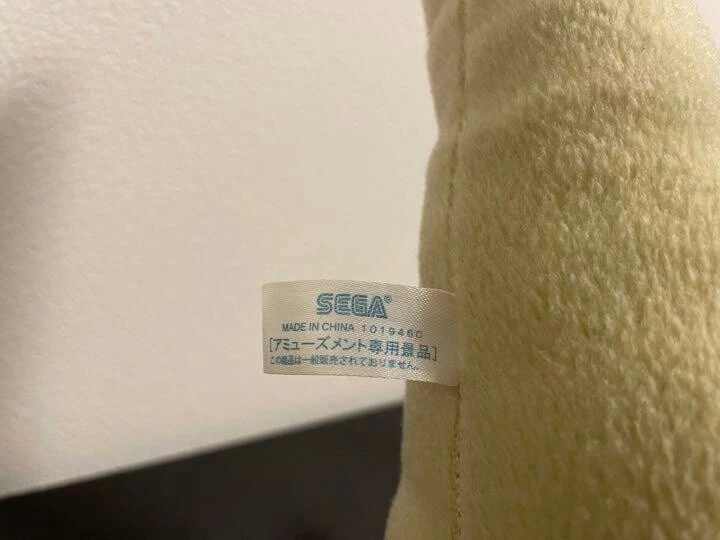 SEGA®
MADE IN CHINA 1019460
[アミューズメント専用景品]
この商品は一般販売されておりません。